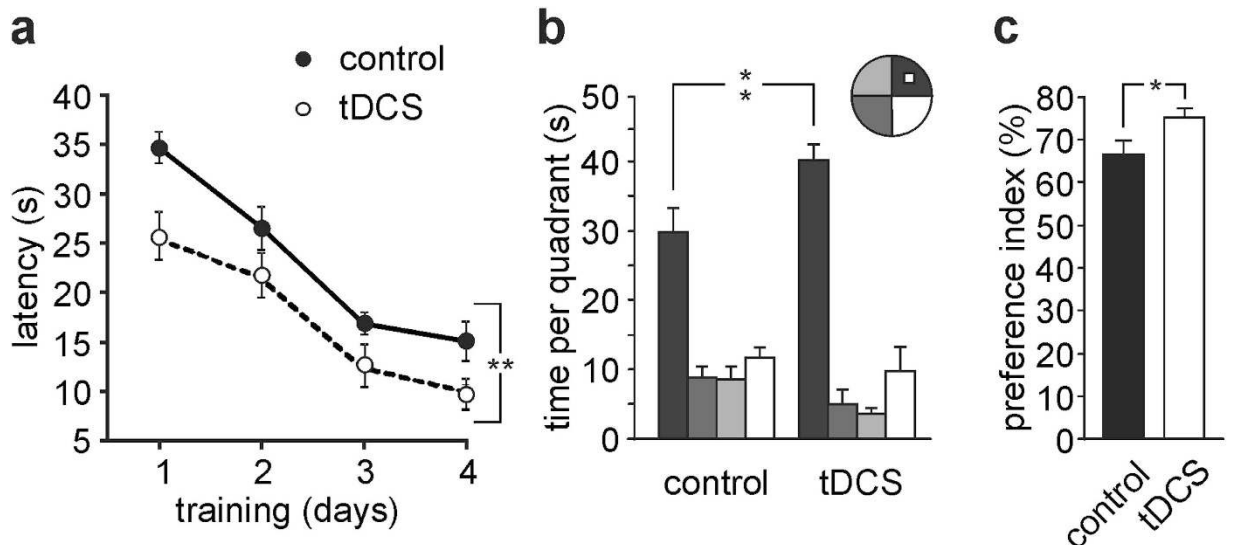 a
control
tDCS
latency (s)
40
35
30
25
20
15
10
5
**
1 2 3 4
training (days)
b
time per quadrant (s)
50
40
30
20
10
0
*
*
control tDCS
c
preference index (%)
80
70
60
50
40
30
20
10
0
*
control
tDCS